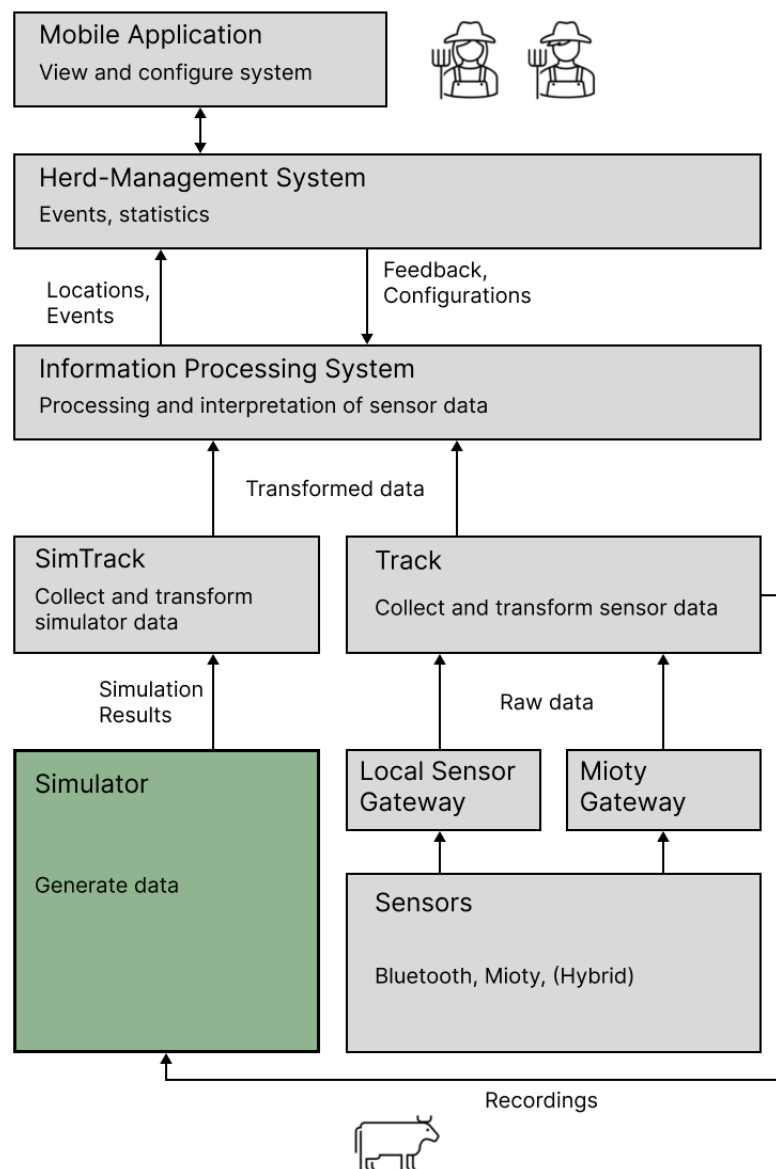 Mobile Application
View and configure system
Herd-Management System
Events, statistics
Locations,
Events
Feedback,
Configurations
Information Processing System
Processing and interpretation of sensor data
Transformed data
SimTrack
Collect and transform
simulator data
Track
Collect and transform sensor data
Simulation
Results
Raw data
Simulator
Generate data
Local Sensor
Gateway
Mioty
Gateway
Sensors
Bluetooth, Mioty, (Hybrid)
Recordings